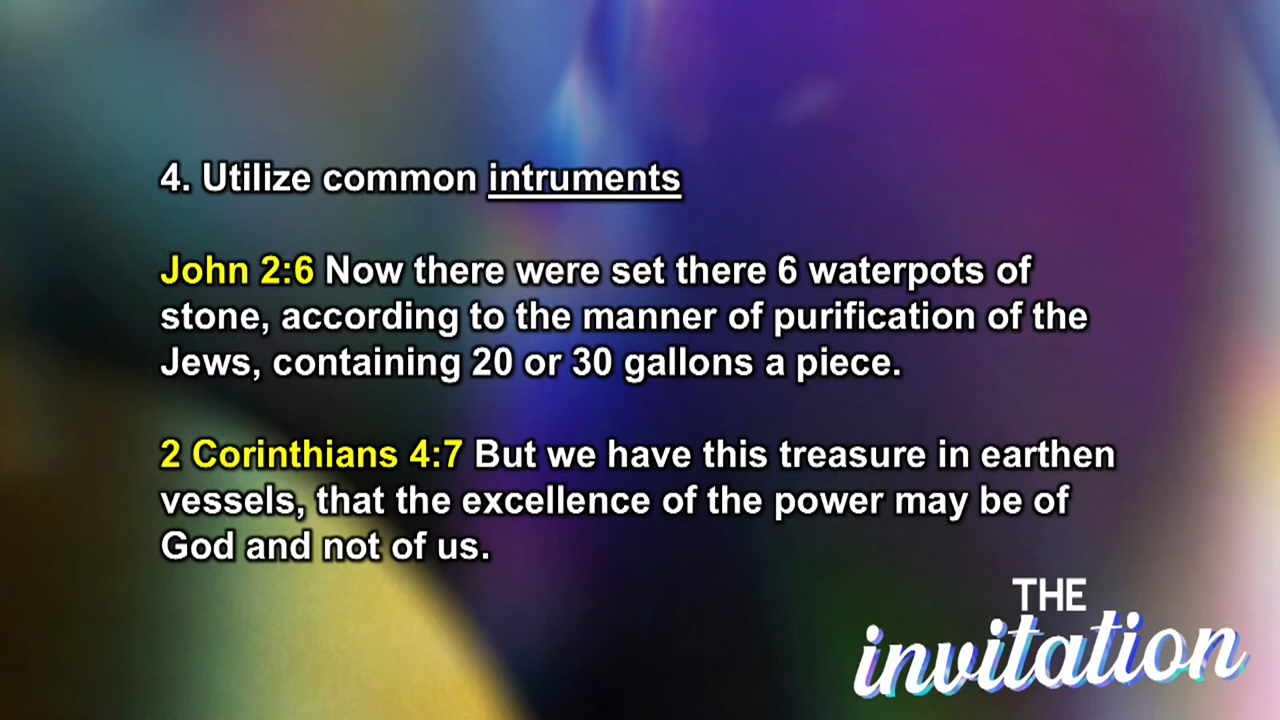 4. Utilize common intruments
John 2:6 Now there were set there 6 waterpots of
stone, according to the manner of purification of the
Jews, containing 20 or 30 gallons a piece.
2 Corinthians 4:7 But we have this treasure in earthen
vessels, that the excellence of the power may be of
God and not of us.
THE
invitation